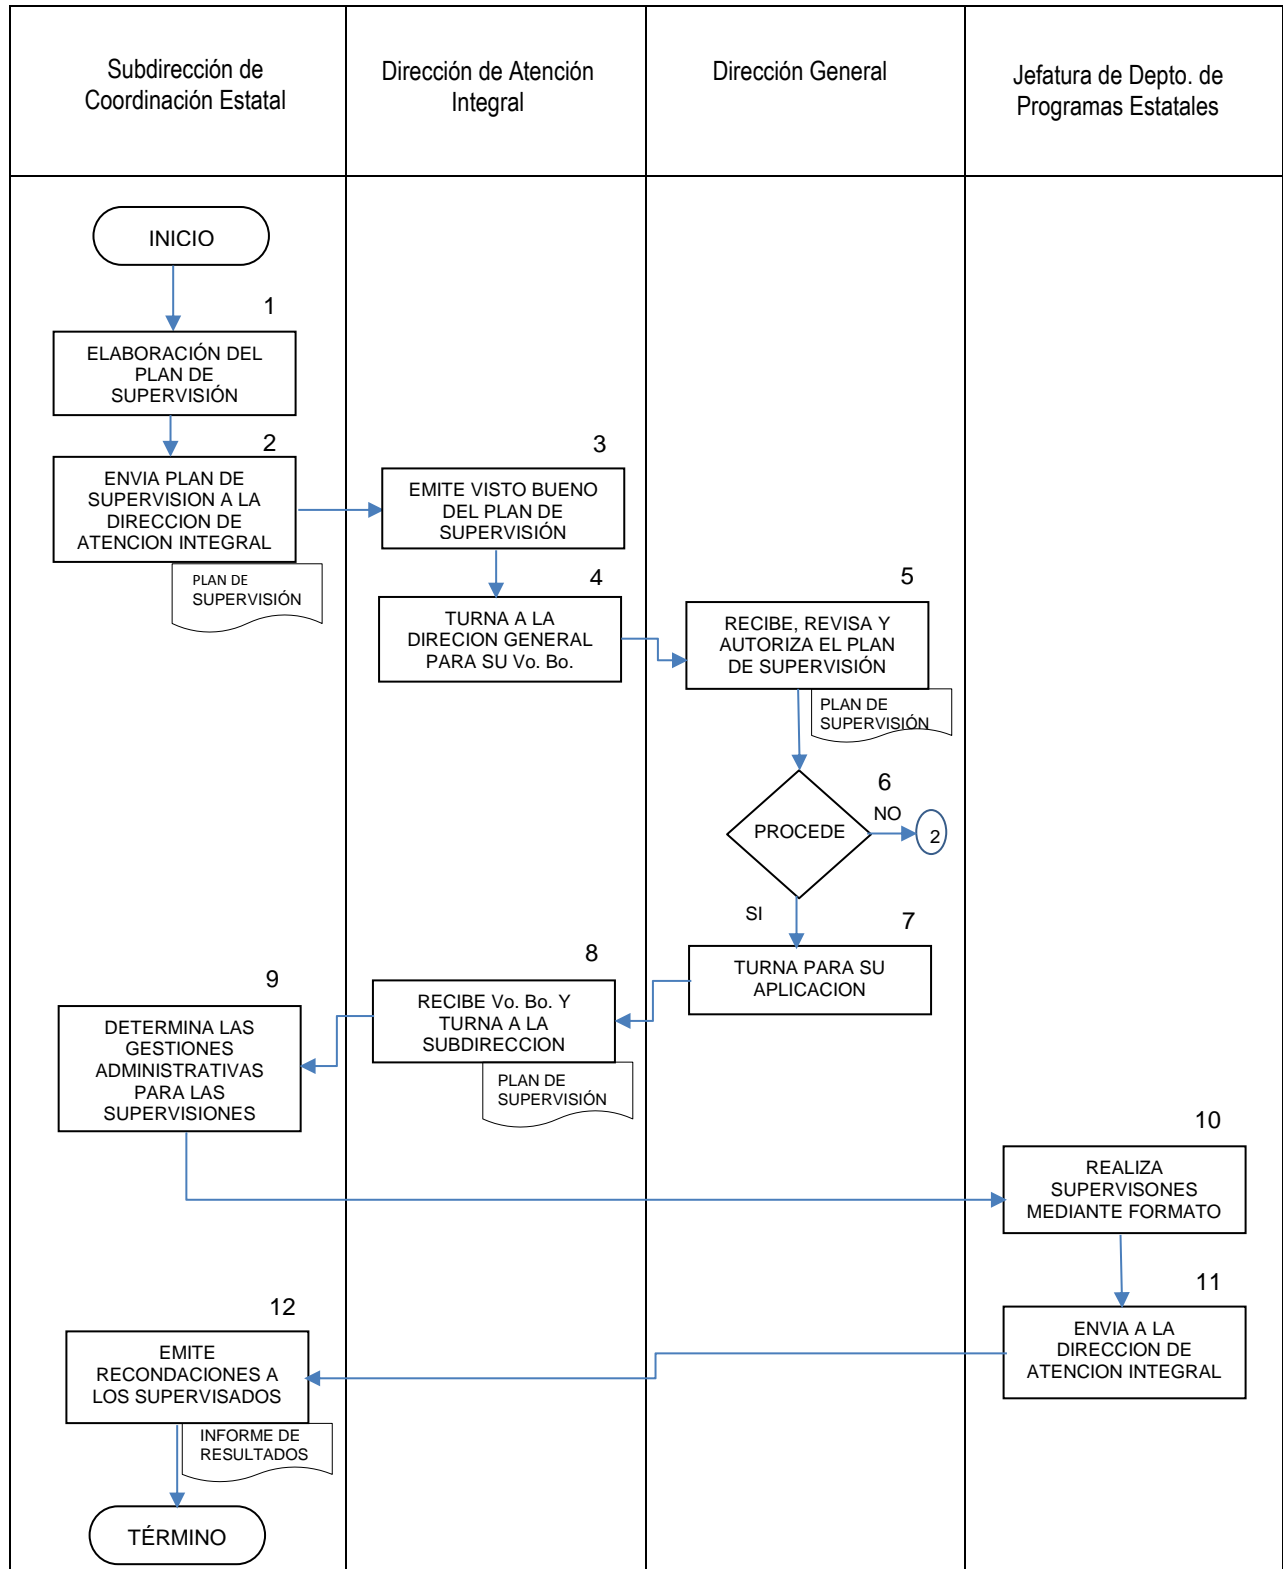 Subdirección de
Coordinación Estatal
Dirección de Atención
Integral
Dirección General
Jefatura de Depto. de
Programas Estatales
INICIO
1
ELABORACIÓN DEL
PLAN DE
SUPERVISIÓN
2
ENVIA PLAN DE
SUPERVISION A LA
DIRECCION DE
ATENCION INTEGRAL
PLAN DE
SUPERVISIÓN
3
EMITE VISTO BUENO
DEL PLAN DE
SUPERVISIÓN
4
TURNA A LA
DIRECION GENERAL
PARA SU Vo. Bo.
5
RECIBE, REVISA Y
AUTORIZA EL PLAN
DE SUPERVISIÓN
PLAN DE
SUPERVISIÓN
6
PROCEDE
NO
2
SI
7
TURNA PARA SU
APLICACION
8
RECIBE Vo. Bo. Y
TURNA A LA
SUBDIRECCION
PLAN DE
SUPERVISIÓN
9
DETERMINA LAS
GESTIONES
ADMINISTRATIVAS
PARA LAS
SUPERVISIONES
10
REALIZA
SUPERVISONES
MEDIANTE FORMATO
11
ENVIA A LA
DIRECCION DE
ATENCION INTEGRAL
12
EMITE
RECONDACIONES A
LOS SUPERVISADOS
INFORME DE
RESULTADOS
TÉRMINO